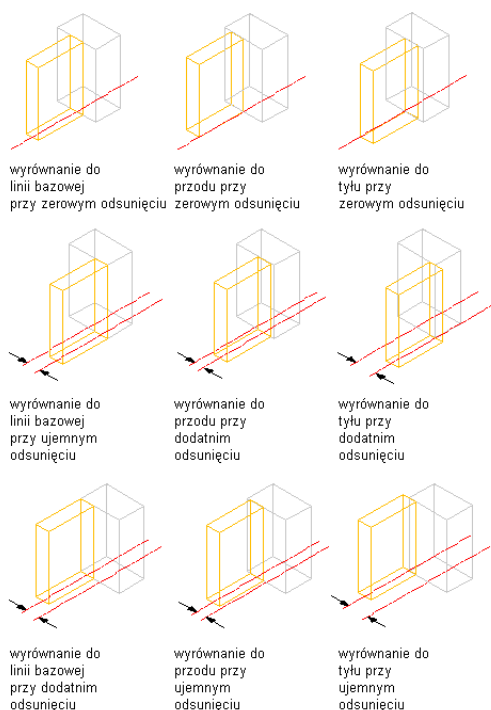 wyrównanie do
linii bazowej
przy zerowym odsunięciu
wyrównanie do
przodu przy
zerowym odsunięciu
wyrównanie do
tyłu przy
zerowym odsunięciu
wyrównanie do
linii bazowej
przy ujemnym
odsunięciu
wyrównanie do
przodu przy
dodatnim
odsunięciu
wyrównanie do
tyłu przy
dodatnim
odsunięciu
wyrównanie do
linii bazowej
przy dodatnim
odsunięciu
wyrównanie do
przodu przy
ujemnym
odsunięciu
wyrównanie do
tyłu przy
ujemnym
odsunięciu